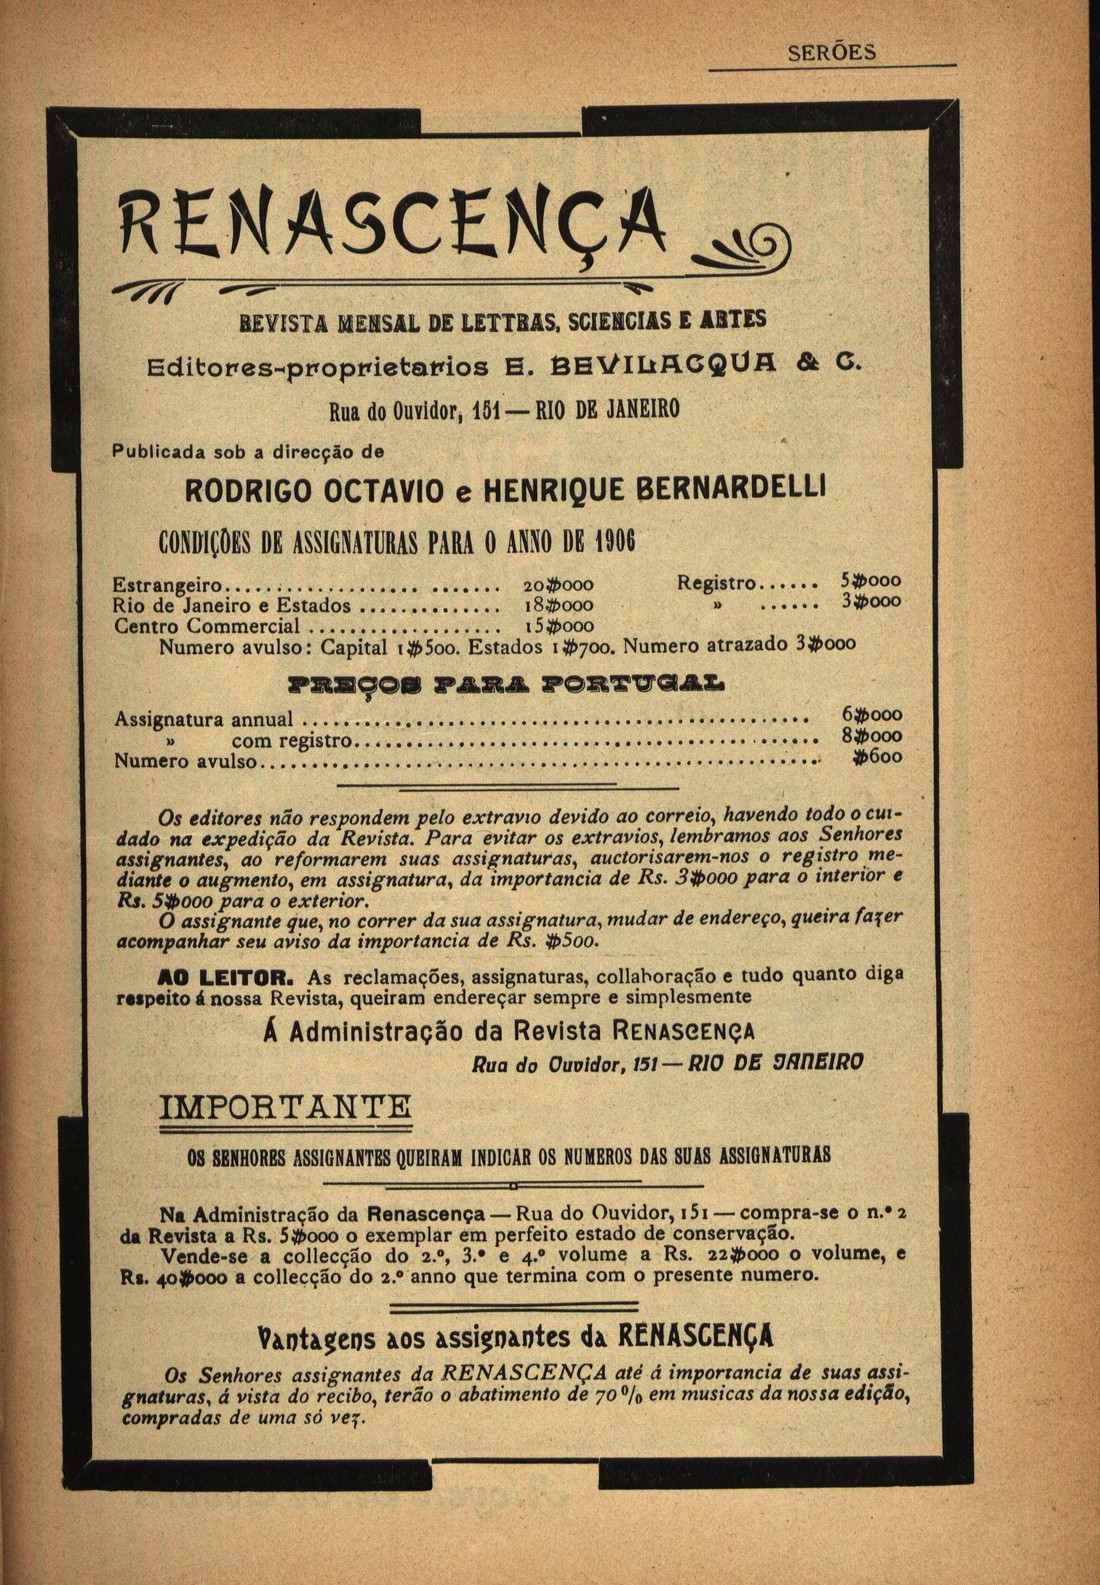 SERÕES
RENASCENÇA
REVISTA MENSAL DE LETTRAS, SCIENCIAS E ARTES
Editores-proprietarios E. BEVILACQUA & C.
Rua do Ouvidor, 151 — RIO DE JANEIRO
Publicada sob a direcção de
RODRIGO OCTAVIO e HENRIQUE BERNARDELLI
CONDIÇÕES DE ASSIGNATURAS PARA O ANNO DE 1906
Estrangeiro.................... ....... 20$000 Registro...... 5$000
Rio de Janeiro e Estados .............. 18$000 » ...... 3$000
Centro Commercial ................... 15$000
Numero avulso: Capital 1$500. Estados 1$700. Numero atrazado 3$000
PREÇOS PARA PORTUGAL
Assignatura annual .................................................... 6$000
» com registro................................................ 8$000
Numero avulso......................................................... $600
Os editores não respondem pelo extravio devido ao correio, havendo todo o cui-
dado na expedição da Revista. Para evitar os extravios, lembramos aos Senhores
assignantes, ao reformarem suas assignaturas, auctorisarem-nos o registro me-
diante o augmento, em assignatura, da importancia de Rs. 3$000 para o interior e
Rs. 5$000 para o exterior.
O assignante que, no correr da sua assignatura, mudar de endereço, queira fazer
acompanhar seu aviso da importancia de Rs. $500.
AO LEITOR. As reclamações, assignaturas, collaboração e tudo quanto diga
respeito á nossa Revista, queiram endereçar sempre e simplesmente
Á Administração da Revista RENASCENÇA
Rua do Ouvidor, 151 — RIO DE JANEIRO
IMPORTANTE
OS SENHORES ASSIGNANTES QUEIRAM INDICAR OS NUMEROS DAS SUAS ASSIGNATURAS
Na Administração da Renascença — Rua do Ouvidor, 151 — compra-se o n.º 2
da Revista a Rs. 5$000 o exemplar em perfeito estado de conservação.
Vende-se a collecção do 2.º, 3.º e 4.º volume a Rs. 22$000 o volume, e
Rs. 40$000 a collecção do 2.º anno que termina com o presente numero.
Vantagens aos assignantes da RENASCENÇA
Os Senhores assignantes da RENASCENÇA até á importancia de suas assi-
gnaturas, á vista do recibo, terão o abatimento de 70 % em musicas da nossa edição,
compradas de uma só vez.